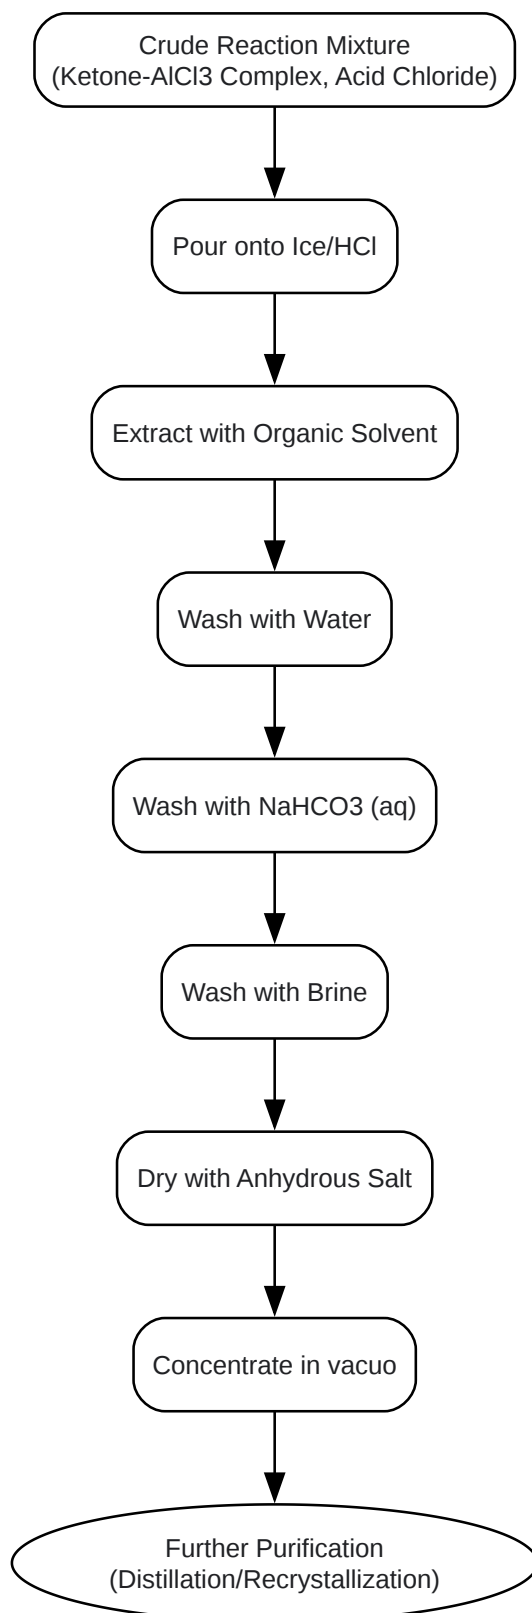 Crude Reaction Mixture
(Ketone-AlCl3 Complex, Acid Chloride)
Pour onto Ice/HCl
Extract with Organic Solvent
Wash with Water
Wash with NaHCO3 (aq)
Wash with Brine
Dry with Anhydrous Salt
Concentrate in vacuo
Further Purification
(Distillation/Recrystallization)